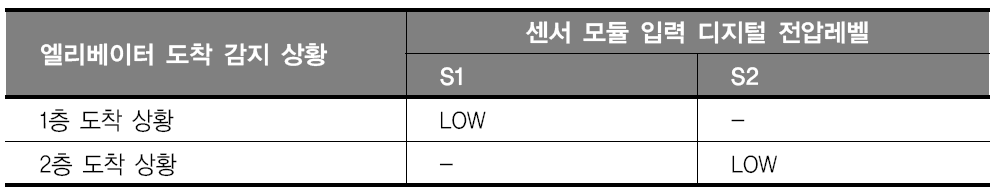 엘리베이터 도착 감지 상황
센서 모듈 입력 디지털 전압레벨
S1 S2
1층 도착 상황 LOW -
2층 도착 상황 - LOW